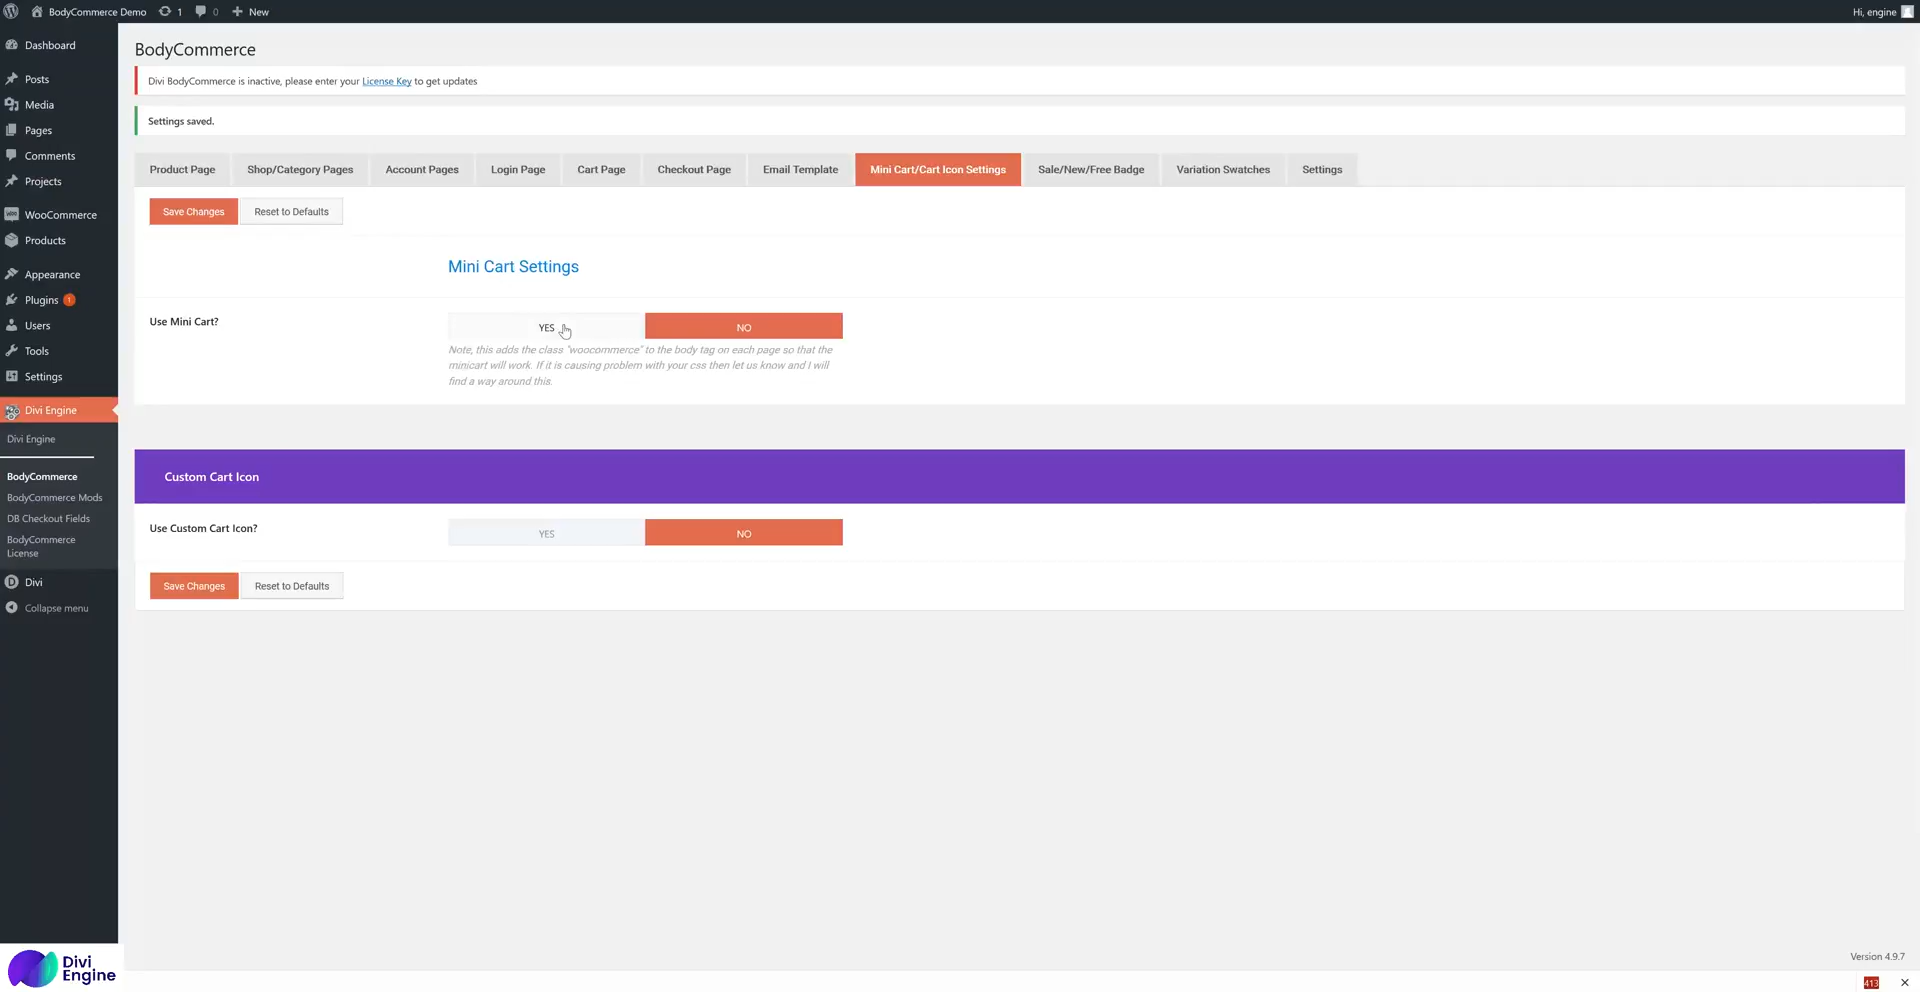 BodyCommerce Demo 1 0 New Hi, engine
Dashboard
Posts
Media
Pages
Comments
Projects
WooCommerce
Products
Appearance
Plugins 1
Users
Tools
Settings
Divi Engine
Divi Engine
BodyCommerce
BodyCommerce Mods
DB Checkout Fields
BodyCommerce
License
Divi
Collapse menu
Divi
Engine
BodyCommerce
Divi BodyCommerce is inactive, please enter your License Key to get updates
Settings saved.
Product Page Shop/Category Pages Account Pages Login Page Cart Page Checkout Page Email Template Mini Cart/Cart Icon Settings Sale/New/Free Badge Variation Swatches Settings
Save Changes Reset to Defaults
Mini Cart Settings
Use Mini Cart? YES NO
Note, this adds the class "woocommerce" to the body tag on each page so that the
minicart will work. If it is causing problem with your css then let us know and I will
find a way around this.
Custom Cart Icon
Use Custom Cart Icon? YES NO
Save Changes Reset to Defaults
Version 4.9.7
413